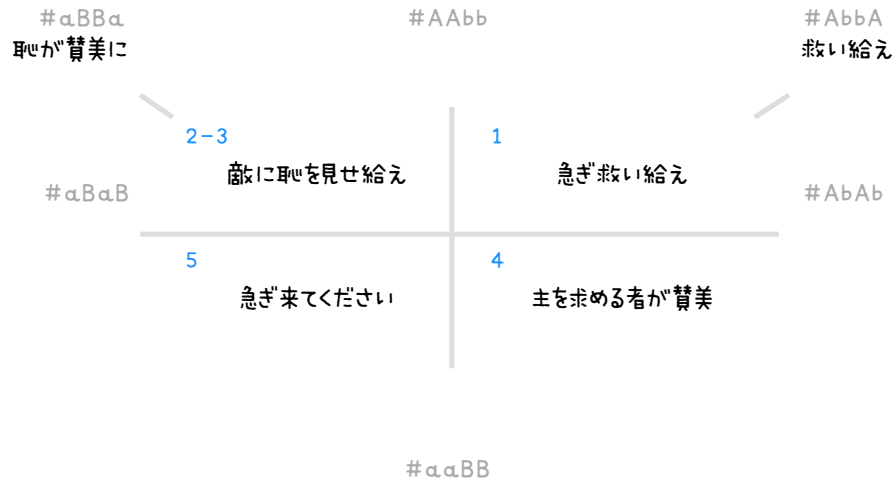 #aBBa
恥が賛美に
#AAbb
#AbbA
救い給え
2-3
敵に恥を見せ給え
1
急ぎ救い給え
#aBaB
#AbAb
5
急ぎ来てください
4
主を求める者が賛美
#aaBB